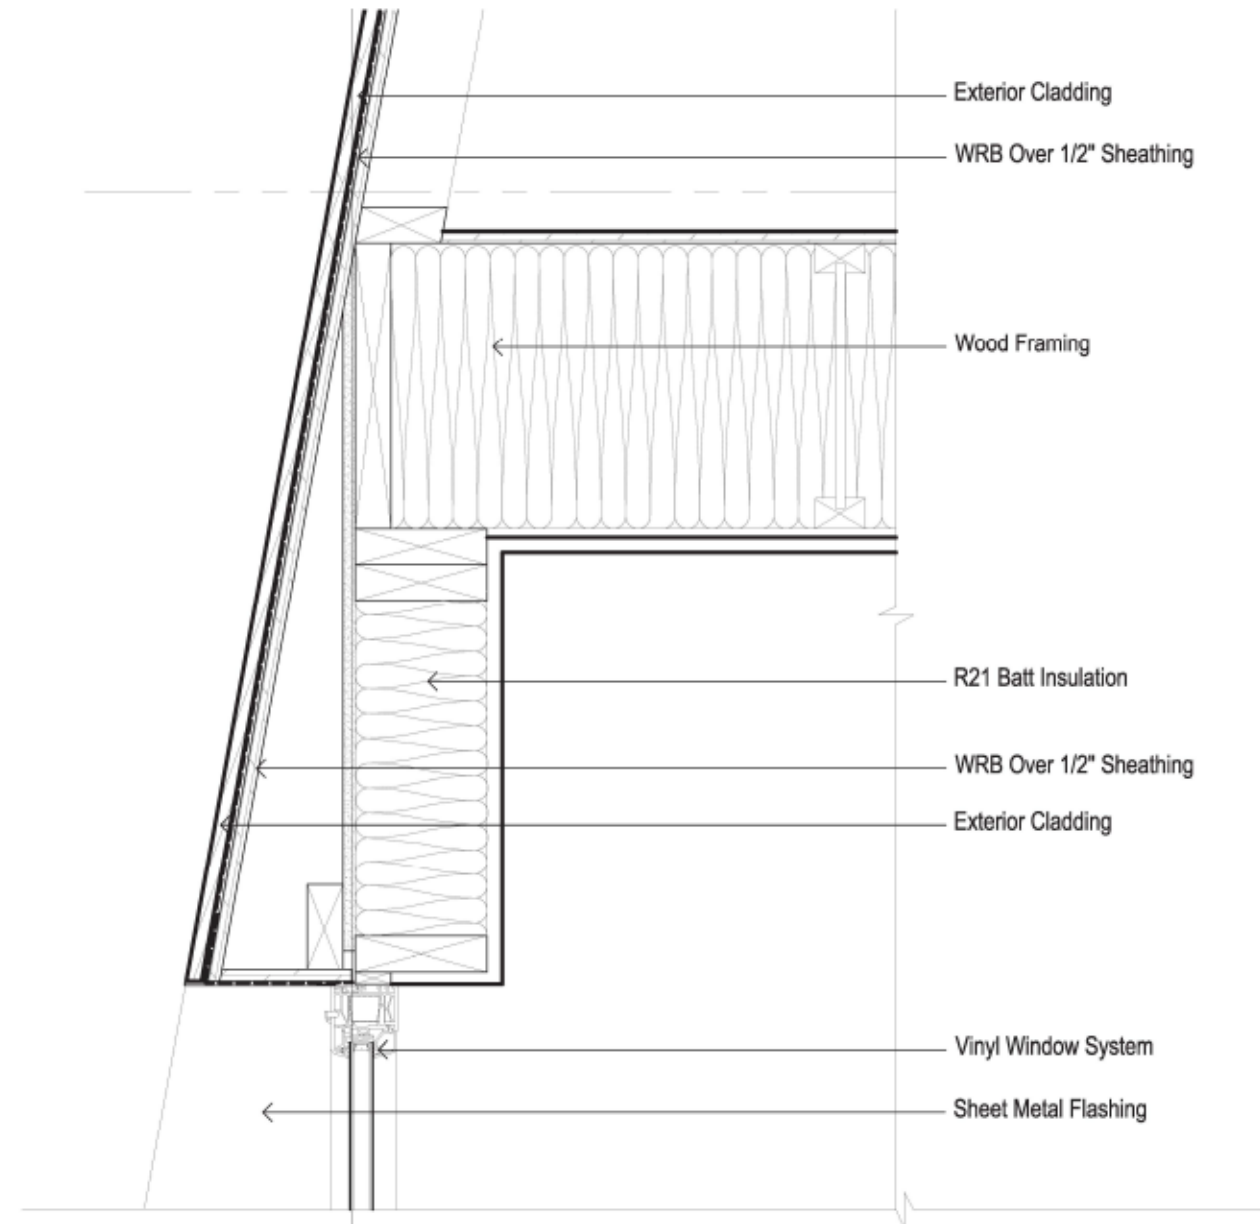 Exterior Cladding
WRB Over 1/2" Sheathing
Wood Framing
R21 Batt Insulation
WRB Over 1/2" Sheathing
Exterior Cladding
Vinyl Window System
Sheet Metal Flashing